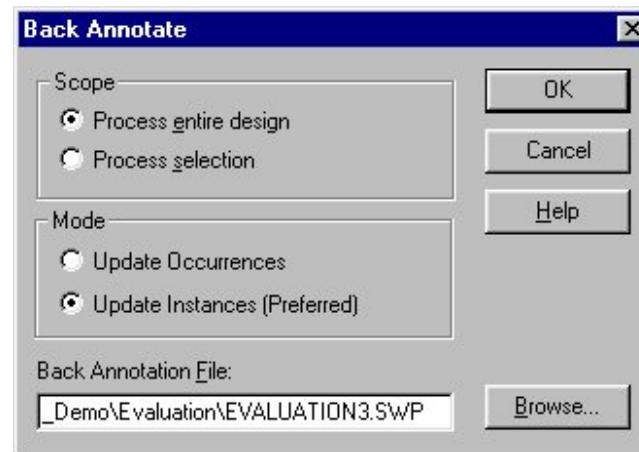 Back Annotate
Scope
Process entire design
Process selection
OK
Cancel
Help
Mode
Update Occurrences
Update Instances (Preferred)
Back Annotation File:
_Demo\Evaluation\EVALUATION3.SWP
Browse...